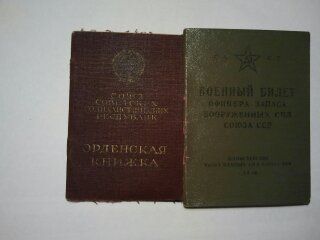 СОЮЗ
СОВЕТСКИХ
СОЦИАЛИСТИЧЕСКИХ
РЕСПУБЛИК
ОРДЕНСКАЯ
КНИЖКА
ВОЕННЫЙ БИЛЕТ
ОФИЦЕРА ЗАПАСА
ВООРУЖЕННЫХ СИЛ
СОЮЗА ССР